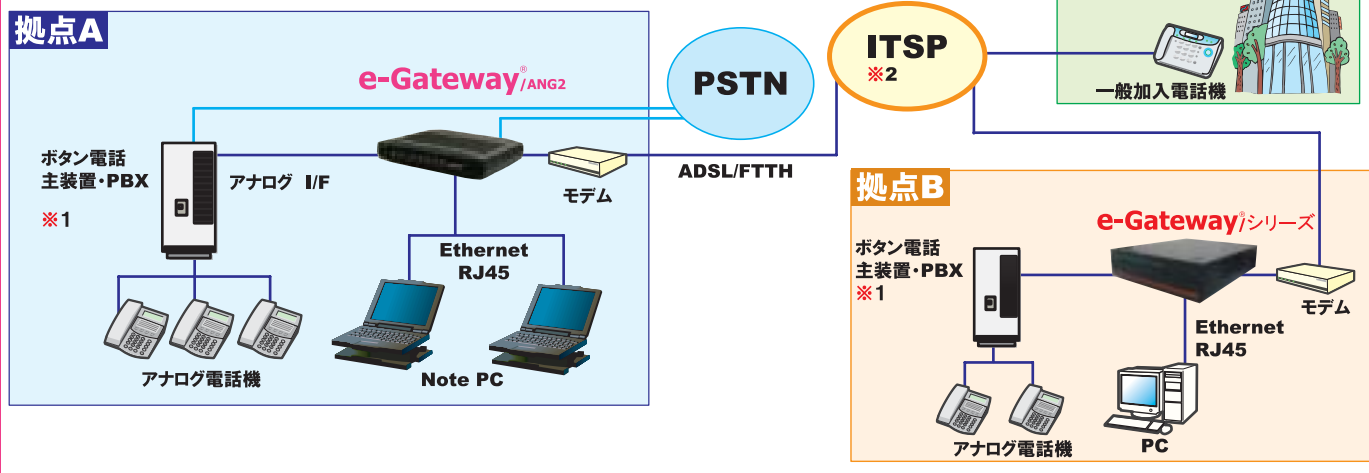 拠点A
e-Gateway®/ANG2
PSTN
ITSP
※2
一般加入電話機
ボタン電話
主装置・PBX
※1
アナログ I/F
モデム
ADSL/FTTH
Ethernet
RJ45
アナログ電話機
Note PC
拠点B
e-Gateway®/シリーズ
ボタン電話
主装置・PBX
※1
モデム
Ethernet
RJ45
アナログ電話機
PC